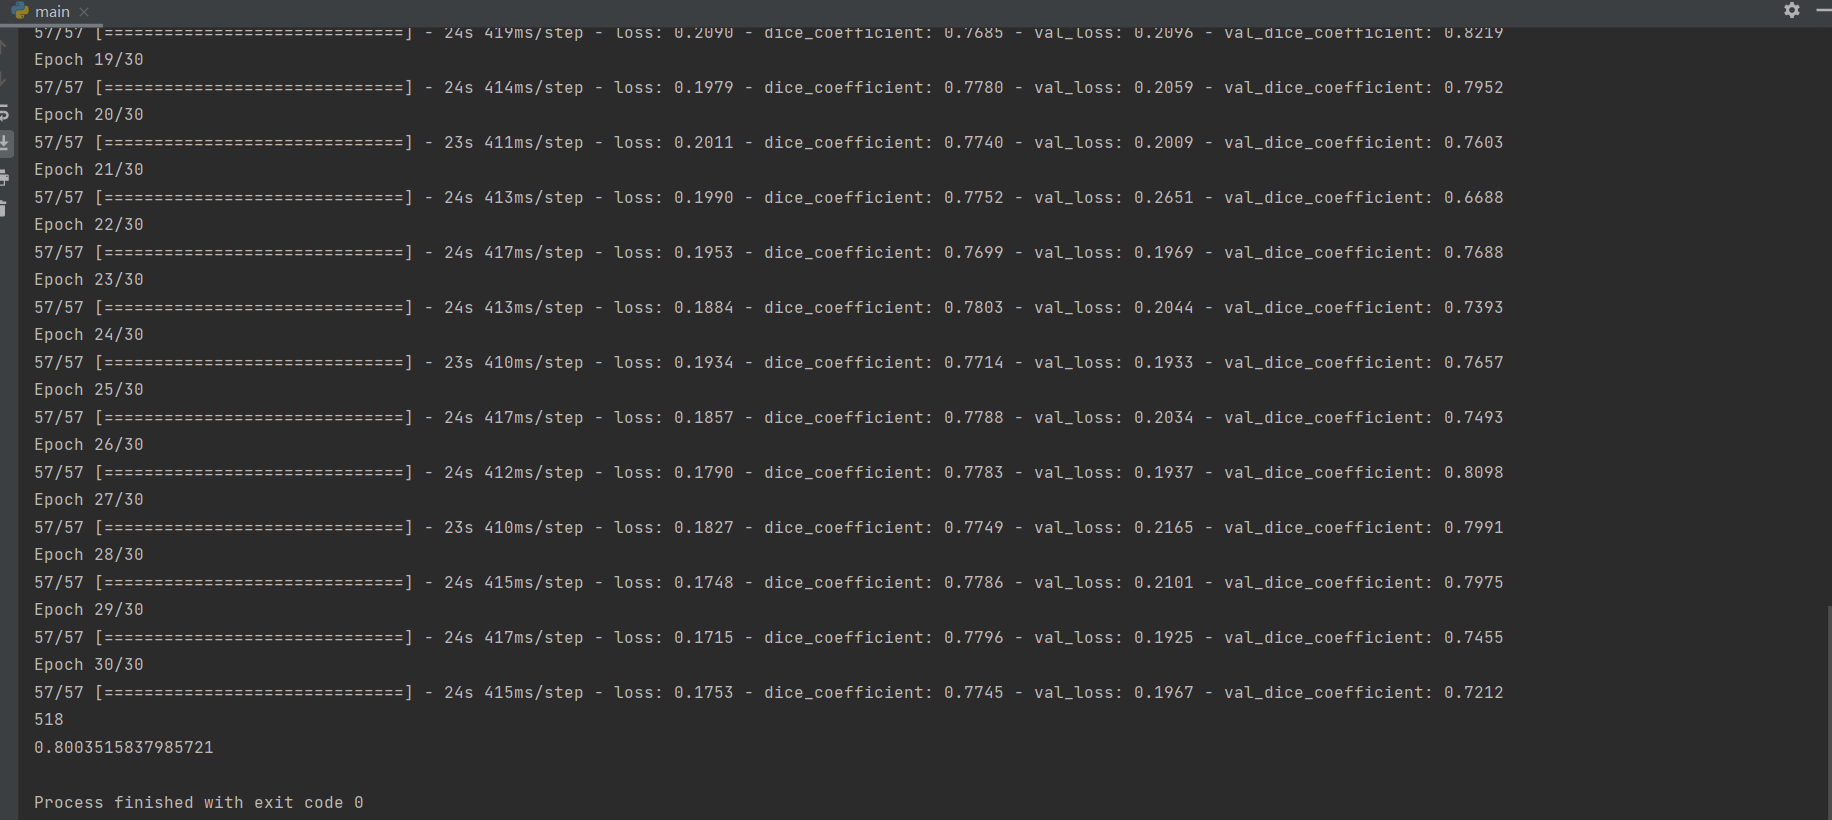 main
57/57 [==============================] - 24s 419ms/step - loss: 0.2090 - dice_coefficient: 0.7685 - val_loss: 0.2096 - val_dice_coefficient: 0.8219
Epoch 19/30
57/57 [==============================] - 24s 414ms/step - loss: 0.1979 - dice_coefficient: 0.7780 - val_loss: 0.2059 - val_dice_coefficient: 0.7952
Epoch 20/30
57/57 [==============================] - 23s 411ms/step - loss: 0.2011 - dice_coefficient: 0.7740 - val_loss: 0.2009 - val_dice_coefficient: 0.7603
Epoch 21/30
57/57 [==============================] - 24s 413ms/step - loss: 0.1990 - dice_coefficient: 0.7752 - val_loss: 0.2651 - val_dice_coefficient: 0.6688
Epoch 22/30
57/57 [==============================] - 24s 417ms/step - loss: 0.1953 - dice_coefficient: 0.7699 - val_loss: 0.1969 - val_dice_coefficient: 0.7688
Epoch 23/30
57/57 [==============================] - 24s 413ms/step - loss: 0.1884 - dice_coefficient: 0.7803 - val_loss: 0.2044 - val_dice_coefficient: 0.7393
Epoch 24/30
57/57 [==============================] - 23s 410ms/step - loss: 0.1934 - dice_coefficient: 0.7714 - val_loss: 0.1933 - val_dice_coefficient: 0.7657
Epoch 25/30
57/57 [==============================] - 24s 417ms/step - loss: 0.1857 - dice_coefficient: 0.7788 - val_loss: 0.2034 - val_dice_coefficient: 0.7493
Epoch 26/30
57/57 [==============================] - 24s 412ms/step - loss: 0.1790 - dice_coefficient: 0.7783 - val_loss: 0.1937 - val_dice_coefficient: 0.8098
Epoch 27/30
57/57 [==============================] - 23s 410ms/step - loss: 0.1827 - dice_coefficient: 0.7749 - val_loss: 0.2165 - val_dice_coefficient: 0.7991
Epoch 28/30
57/57 [==============================] - 24s 415ms/step - loss: 0.1748 - dice_coefficient: 0.7786 - val_loss: 0.2101 - val_dice_coefficient: 0.7975
Epoch 29/30
57/57 [==============================] - 24s 417ms/step - loss: 0.1715 - dice_coefficient: 0.7796 - val_loss: 0.1925 - val_dice_coefficient: 0.7455
Epoch 30/30
57/57 [==============================] - 24s 415ms/step - loss: 0.1753 - dice_coefficient: 0.7745 - val_loss: 0.1967 - val_dice_coefficient: 0.7212
518
0.8003515837985721
Process finished with exit code 0